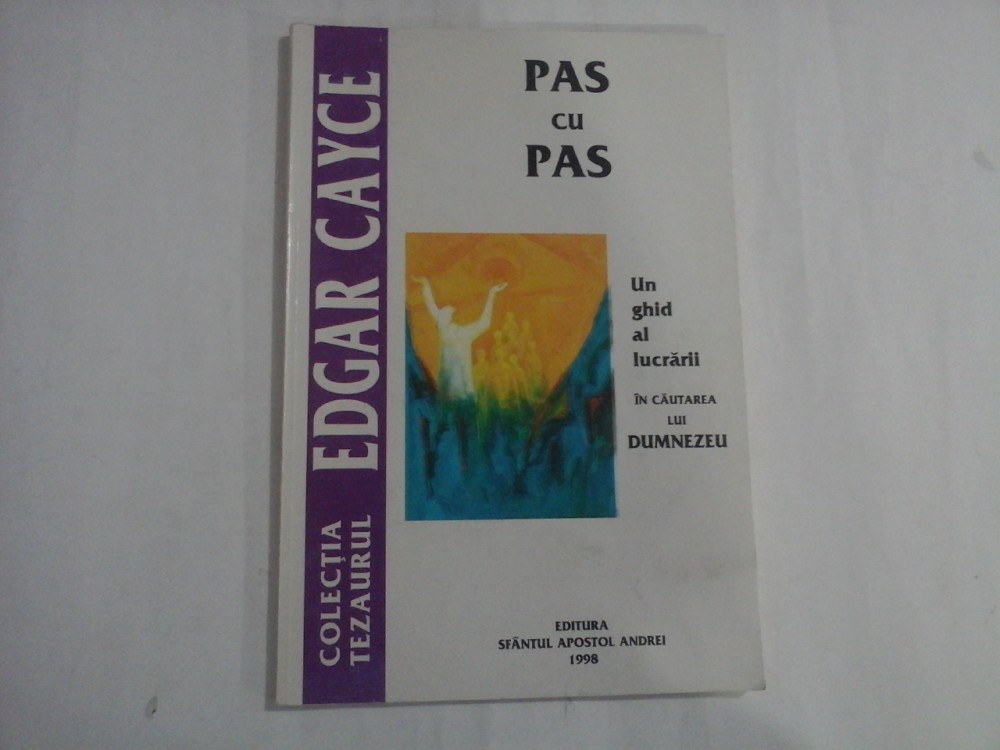 COLECȚIA
TEZAURUL
EDGAR CAYCE
PAS
CU
PAS
Un
ghid
al
lucrării
ÎN CĂUTAREA
LUI
DUMNEZEU
EDITURA
SFÂNTUL APOSTOL ANDREI
1998